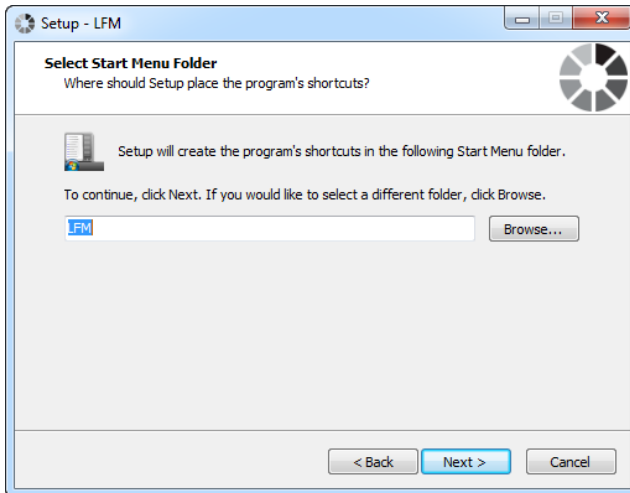 Setup - LFM
Select Start Menu Folder
Where should Setup place the program's shortcuts?
Setup will create the program's shortcuts in the following Start Menu folder.
To continue, click Next. If you would like to select a different folder, click Browse.
LFM
Browse...
< Back
Next >
Cancel